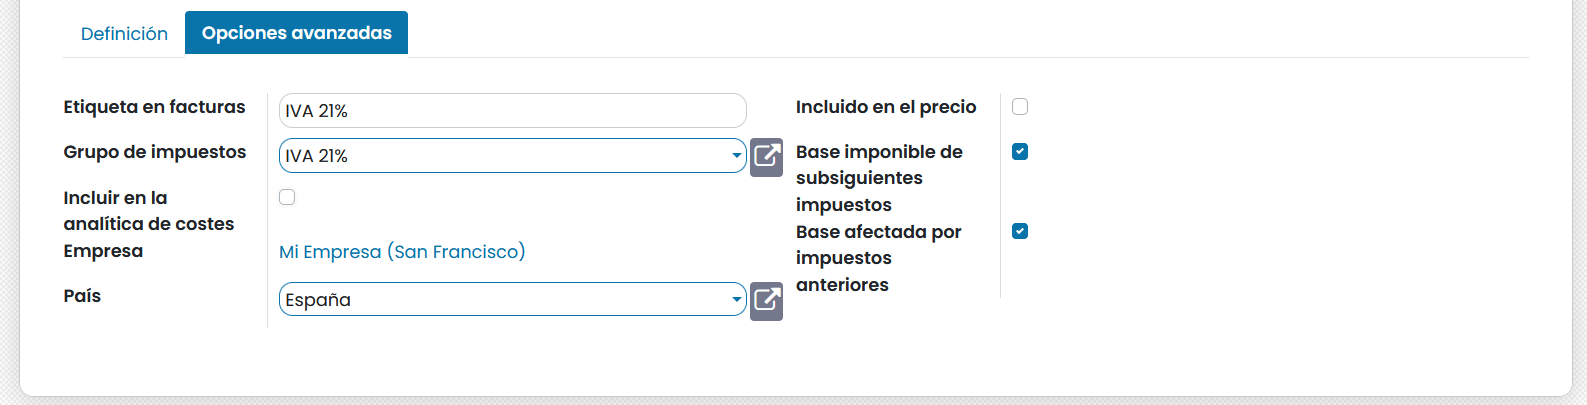 Definición
Opciones avanzadas
Etiqueta en facturas
IVA 21%
Grupo de impuestos
IVA 21%
Incluir en la
analítica de costes
Empresa
Mi Empresa (San Francisco)
País
España
Incluido en el precio
Base imponible de
subsiguientes
impuestos
Base afectada por
impuestos
anteriores